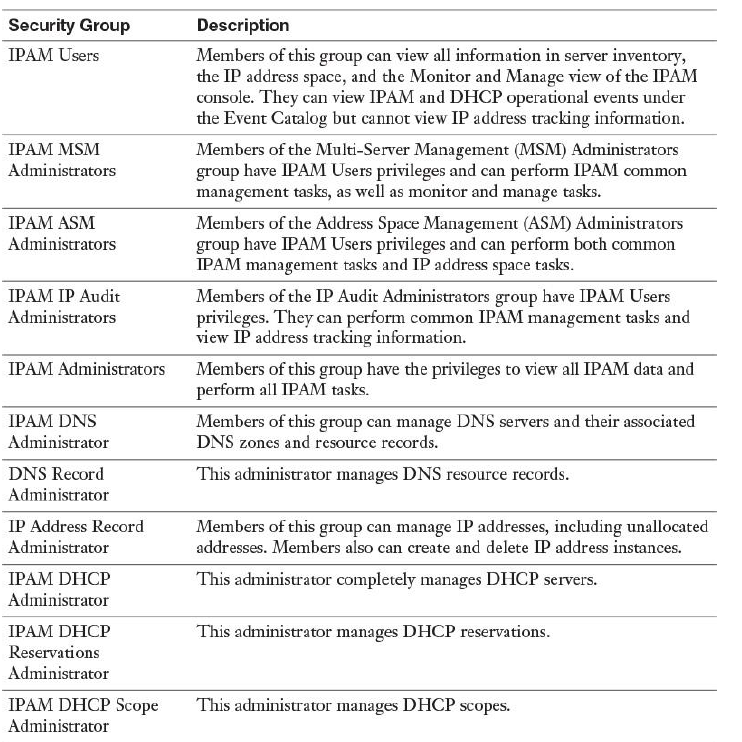 Security Group Description
IPAM Users Members of this group can view all information in server inventory,
the IP address space, and the Monitor and Manage view of the IPAM
console. They can view IPAM and DHCP operational events under
the Event Catalog but cannot view IP address tracking information.
IPAM MSM Members of the Multi-Server Management (MSM) Administrators
Administrators group have IPAM Users privileges and can perform IPAM common
management tasks, as well as monitor and manage tasks.
IPAM ASM Members of the Address Space Management (ASM) Administrators
Administrators group have IPAM Users privileges and can perform both common
IPAM management tasks and IP address space tasks.
IPAM IP Audit Members of the IP Audit Administrators group have IPAM Users
Administrators privileges. They can perform common IPAM management tasks and
view IP address tracking information.
IPAM Administrators Members of this group have the privileges to view all IPAM data and
perform all IPAM tasks.
IPAM DNS Members of this group can manage DNS servers and their associated
Administrator DNS zones and resource records.
DNS Record This administrator manages DNS resource records.
Administrator
IP Address Record Members of this group can manage IP addresses, including unallocated
Administrator addresses. Members also can create and delete IP address instances.
IPAM DHCP This administrator completely manages DHCP servers.
Administrator
IPAM DHCP This administrator manages DHCP reservations.
Reservations
Administrator
IPAM DHCP Scope This administrator manages DHCP scopes.
Administrator